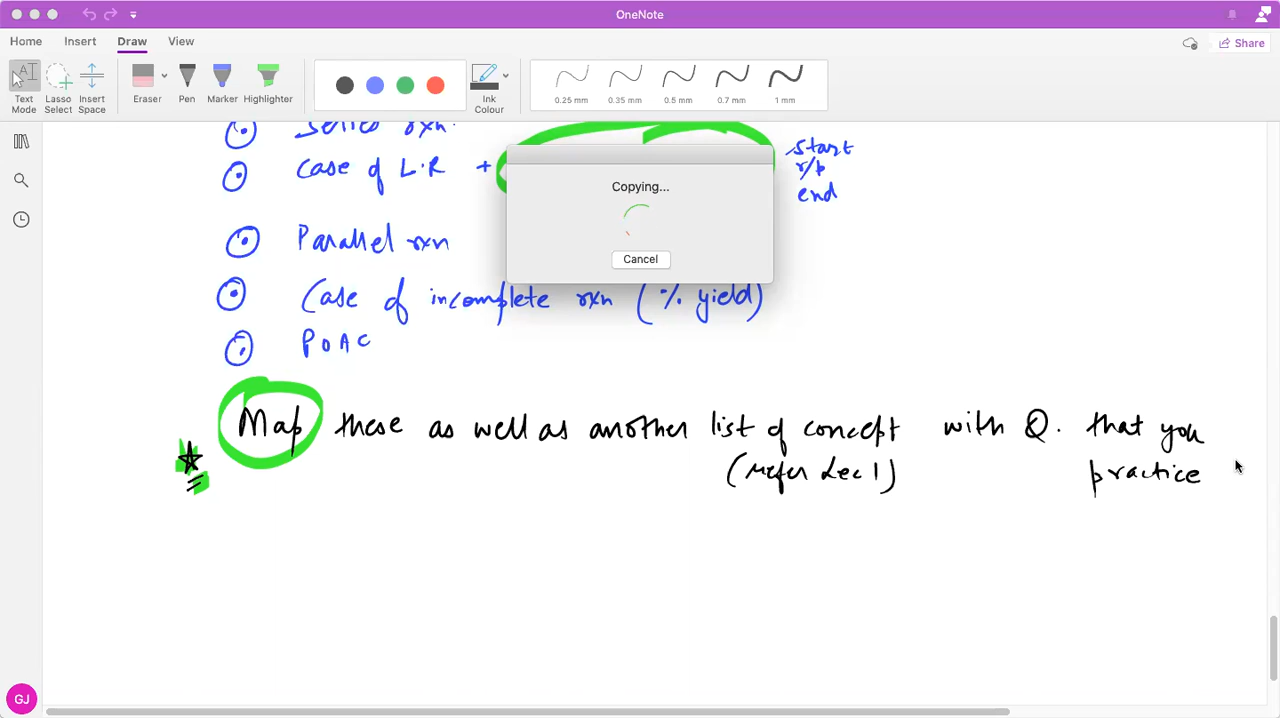 OneNote
Home Insert Draw View
Share
Text Mode
Lasso Select
Insert Space
Eraser
Pen
Marker
Highlighter
Ink Colour
0.25 mm
0.35 mm
0.5 mm
0.7 mm
1 mm
Series rxn.
Case of L.R +
start
r/p
end
Copying...
Cancel
Parallel rxn
Case of incomplete rxn (% yield)
POAC
Map these as well as another list of concept with Q. that you
(refer Lec 1) practice
GJ